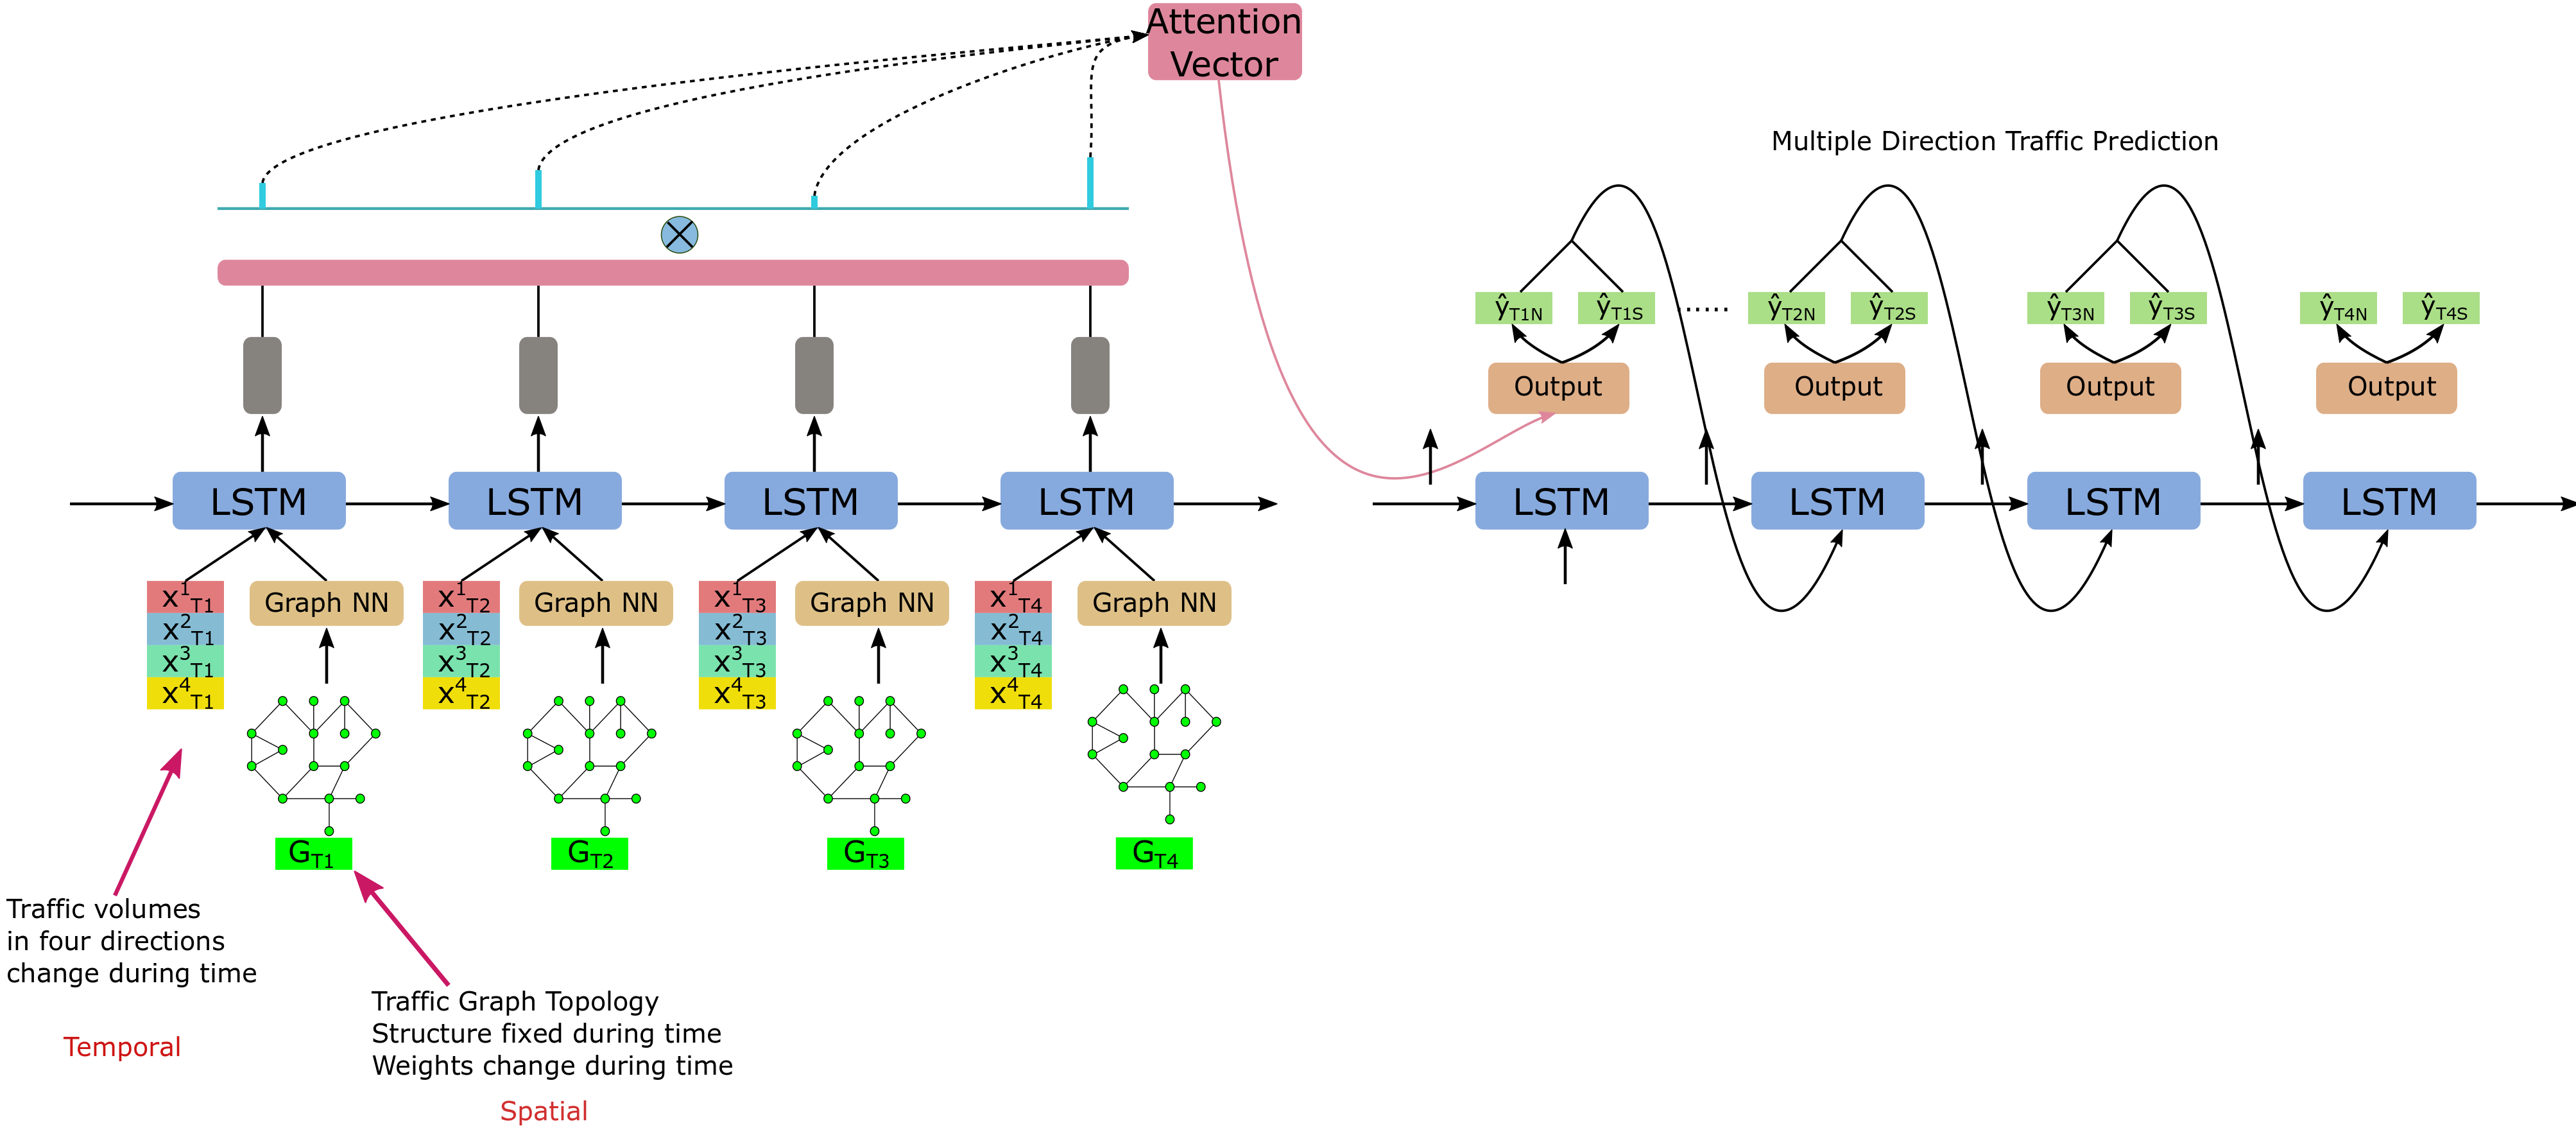 Attention
Vector
Multiple Direction Traffic Prediction
ŷT1N ŷT1S ...... ŷT2N ŷT2S ŷT3N ŷT3S ŷT4N ŷT4S
Output Output Output Output
LSTM LSTM LSTM LSTM LSTM LSTM LSTM LSTM
x¹T1 Graph NN x¹T2 Graph NN x¹T3 Graph NN x¹T4 Graph NN
x²T1 x²T2 x²T3 x²T4
x³T1 x³T2 x³T3 x³T4
x⁴T1 x⁴T2 x⁴T3 x⁴T4
GT1 GT2 GT3 GT4
Traffic volumes
in four directions
change during time
Temporal
Traffic Graph Topology
Structure fixed during time
Weights change during time
Spatial